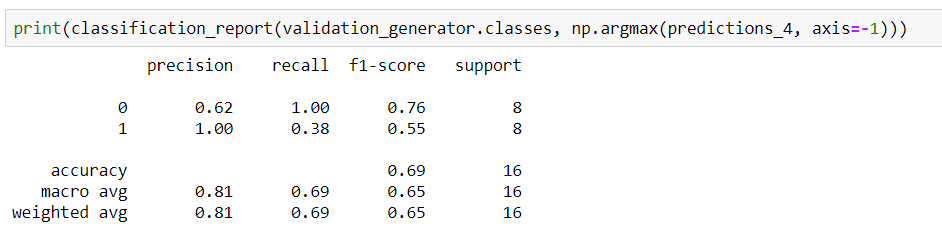 print(classification_report(validation_generator.classes, np.argmax(predictions_4, axis=-1)))
precision recall f1-score support
0 0.62 1.00 0.76 8
1 1.00 0.38 0.55 8
accuracy 0.69 16
macro avg 0.81 0.69 0.65 16
weighted avg 0.81 0.69 0.65 16